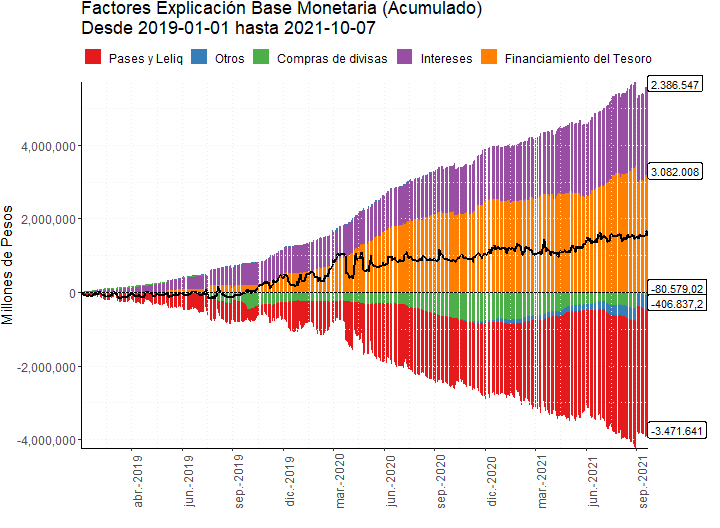 Factores Explicación Base Monetaria (Acumulado)
Desde 2019-01-01 hasta 2021-10-07
Pases y Leliq Otros Compras de divisas Intereses Financiamiento del Tesoro
Millones de Pesos
4,000,000
2,000,000
0
-2,000,000
-4,000,000
2.386.547
3.082.008
-80.579,02
-406.837,2
-3.471.641
abr.-2019
jun.-2019
sep.-2019
dic.-2019
mar.-2020
jun.-2020
sep.-2020
dic.-2020
mar.-2021
jun.-2021
sep.-2021